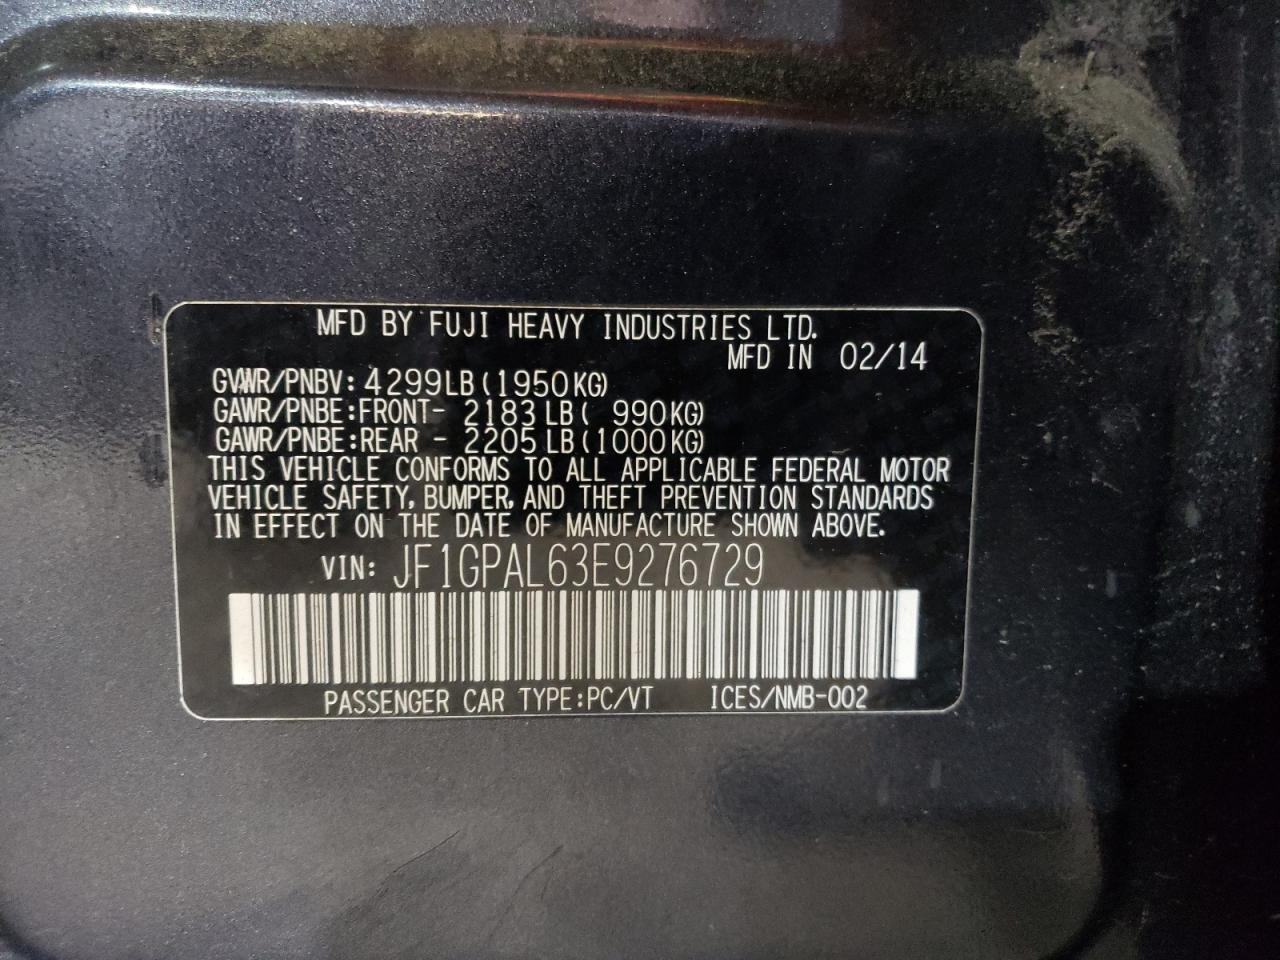 MFD BY FUJI HEAVY INDUSTRIES LTD.
MFD IN 02/14
GVWR/PNBV: 4299LB(1950KG)
GAWR/PNBE:FRONT- 2183LB( 990KG)
GAWR/PNBE:REAR - 2205LB(1000KG)
THIS VEHICLE CONFORMS TO ALL APPLICABLE FEDERAL MOTOR
VEHICLE SAFETY, BUMPER, AND THEFT PREVENTION STANDARDS
IN EFFECT ON THE DATE OF MANUFACTURE SHOWN ABOVE.
VIN: JF1GPAL63E9276729
PASSENGER CAR TYPE:PC/VT ICES/NMB-002